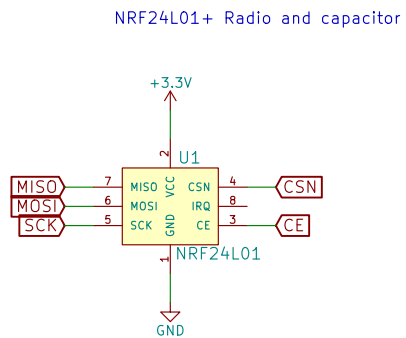 NRF24L01+ Radio and capacitor
+3.3V
2
U1
MISO 7 MISO VCC CSN 4 CSN
MOSI 6 MOSI IRQ 8
SCK 5 SCK GND CE 3 CE
1
NRF24L01
GND